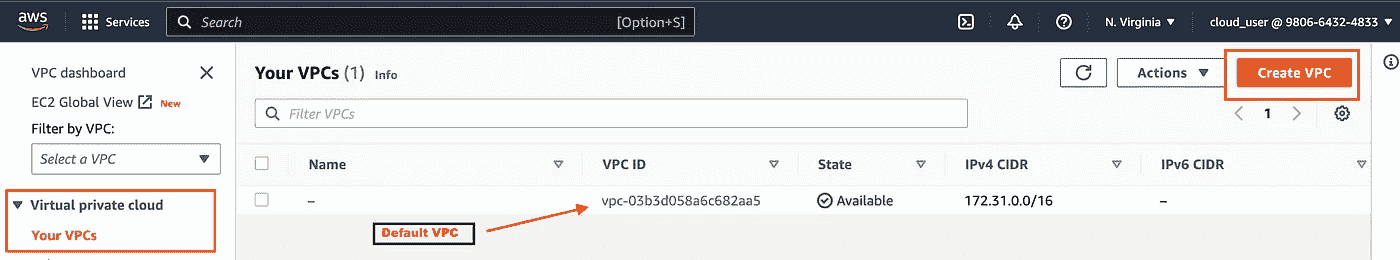 aws Services Search [Option+S] N. Virginia cloud_user @ 9806-6432-4833
VPC dashboard
EC2 Global View New
Filter by VPC:
Select a VPC
Virtual private cloud
Your VPCs
Your VPCs (1) Info
Actions
Create VPC
Filter VPCs
1
Name VPC ID State IPv4 CIDR IPv6 CIDR
– vpc-03b3d058a6c682aa5 Available 172.31.0.0/16 –
Default VPC